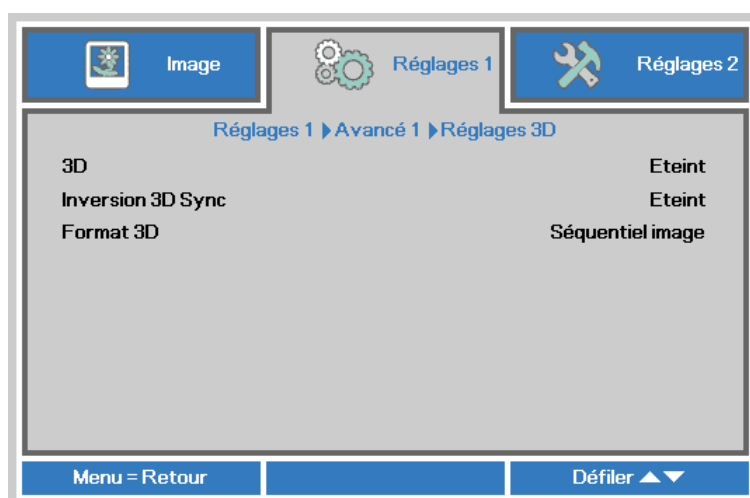 Image
Réglages 1
Réglages 2
Réglages 1 ▶ Avancé 1 ▶ Réglages 3D
3D Eteint
Inversion 3D Sync Eteint
Format 3D Séquentiel image
Menu = Retour
Défiler ▲▼